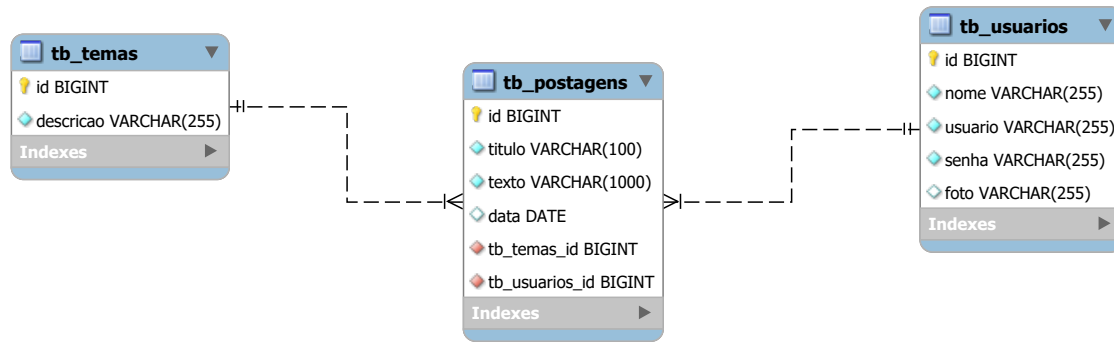 tb_temas
id BIGINT
descricao VARCHAR(255)
Indexes
tb_postagens
id BIGINT
titulo VARCHAR(100)
texto VARCHAR(1000)
data DATE
tb_temas_id BIGINT
tb_usuarios_id BIGINT
Indexes
tb_usuarios
id BIGINT
nome VARCHAR(255)
usuario VARCHAR(255)
senha VARCHAR(255)
foto VARCHAR(255)
Indexes